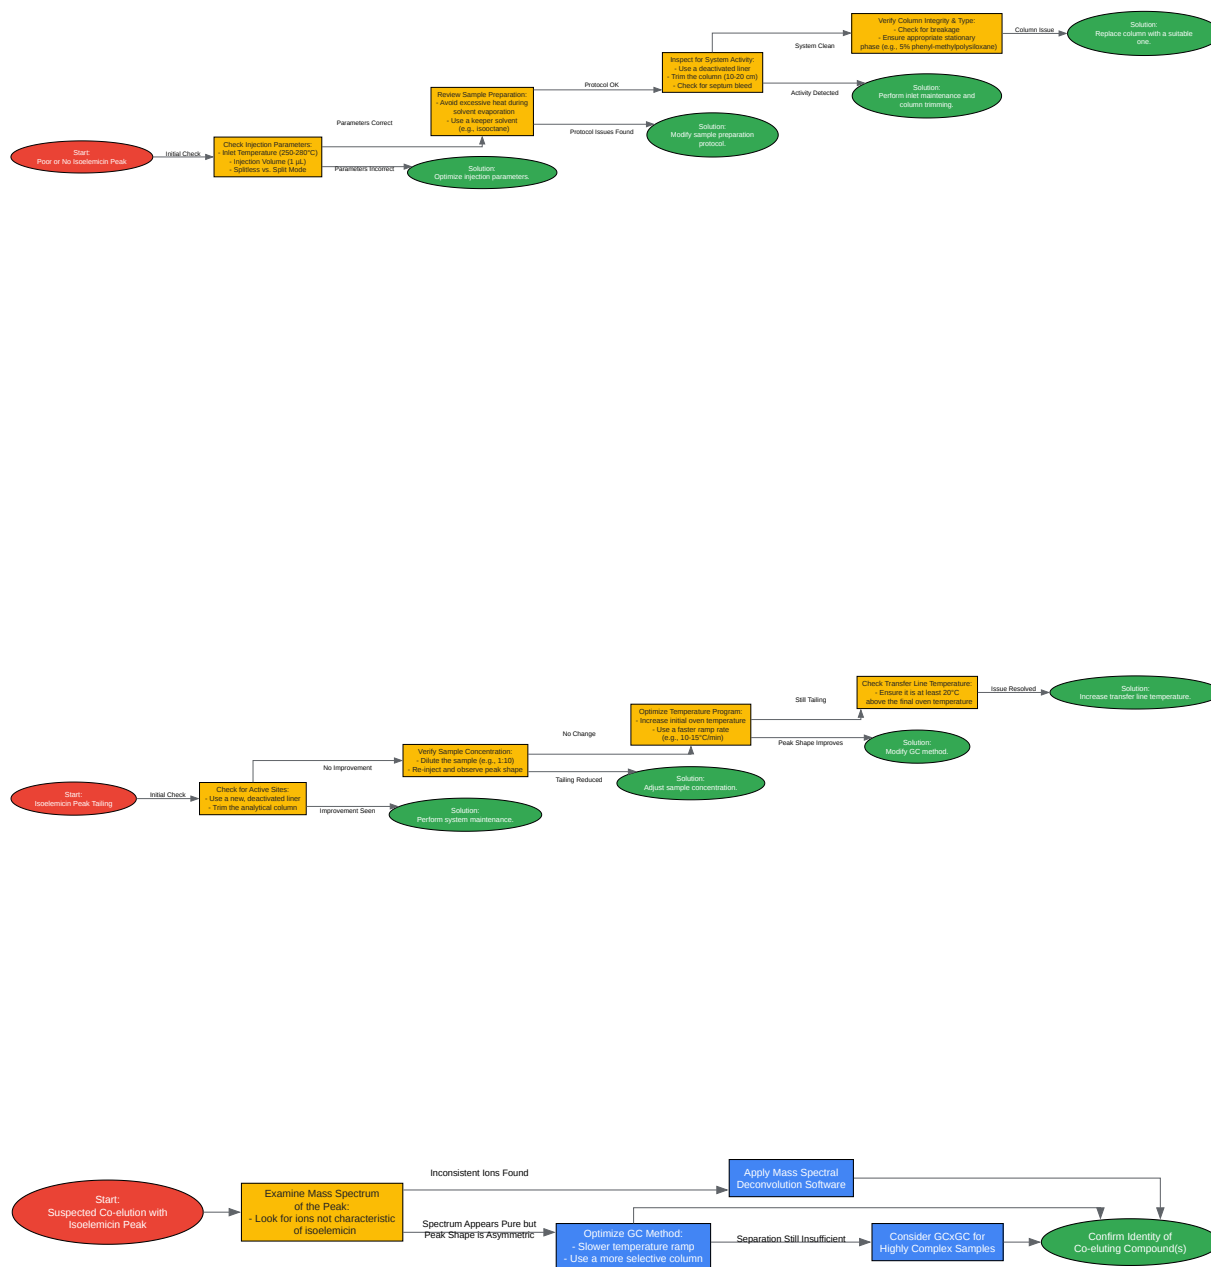 Start:
Poor or No Isoelemicin Peak
Initial Check
Check Injection Parameters:
- Inlet Temperature (250-280°C)
- Injection Volume (1 µL)
- Splitless vs. Split Mode
Parameters Correct
Parameters Incorrect
Solution:
Optimize injection parameters.
Review Sample Preparation:
- Avoid excessive heat during
solvent evaporation
- Use a keeper solvent
(e.g., isooctane)
Protocol OK
Protocol Issues Found
Solution:
Modify sample preparation
protocol.
Inspect for System Activity:
- Use a deactivated liner
- Trim the column (10-20 cm)
- Check for septum bleed
System Clean
Activity Detected
Solution:
Perform inlet maintenance and
column trimming.
Verify Column Integrity & Type:
- Check for breakage
- Ensure appropriate stationary
phase (e.g., 5% phenyl-methylpolysiloxane)
Column Issue
Solution:
Replace column with a suitable
one.
Start:
Isoelemicin Peak Tailing
Initial Check
Check for Active Sites:
- Use a new, deactivated liner
- Trim the analytical column
No Improvement
Improvement Seen
Solution:
Perform system maintenance.
Verify Sample Concentration:
- Dilute the sample (e.g., 1:10)
- Re-inject and observe peak shape
No Change
Tailing Reduced
Solution:
Adjust sample concentration.
Optimize Temperature Program:
- Increase initial oven temperature
- Use a faster ramp rate
(e.g., 10-15°C/min)
Still Tailing
Peak Shape Improves
Solution:
Modify GC method.
Check Transfer Line Temperature:
- Ensure it is at least 20°C
above the final oven temperature
Issue Resolved
Solution:
Increase transfer line temperature.
Start:
Suspected Co-elution with
Isoelemicin Peak
Examine Mass Spectrum
of the Peak:
- Look for ions not characteristic
of isoelemicin
Inconsistent Ions Found
Spectrum Appears Pure but
Peak Shape is Asymmetric
Apply Mass Spectral
Deconvolution Software
Optimize GC Method:
- Slower temperature ramp
- Use a more selective column
Separation Still Insufficient
Consider GCxGC for
Highly Complex Samples
Confirm Identity of
Co-eluting Compound(s)